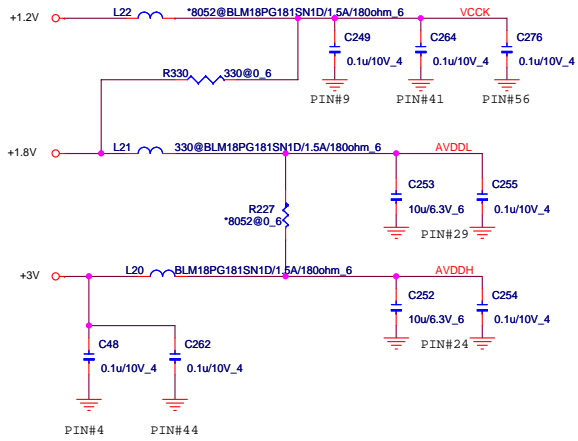 +1.2V
L22
*8052@BLM18PG181SN1D/1.5A/180ohm_6
VCCK
C249
0.1u/10V_4
C264
0.1u/10V_4
C276
0.1u/10V_4
R330
330@0_6
PIN#9
PIN#41
PIN#56
+1.8V
L21
330@BLM18PG181SN1D/1.5A/180ohm_6
AVDDL
C253
10u/6.3V_6
C255
0.1u/10V_4
R227
*8052@0_6
PIN#29
+3V
L20
BLM18PG181SN1D/1.5A/180ohm_6
AVDDH
C252
10u/6.3V_6
C254
0.1u/10V_4
PIN#24
C48
0.1u/10V_4
C262
0.1u/10V_4
PIN#4
PIN#44